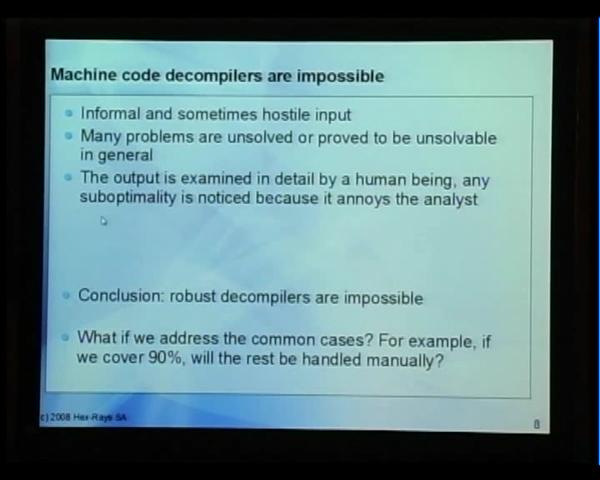 Machine code decompilers are impossible
Informal and sometimes hostile input
Many problems are unsolved or proved to be unsolvable
in general
The output is examined in detail by a human being, any
suboptimality is noticed because it annoys the analyst
Conclusion: robust decompilers are impossible
What if we address the common cases? For example, if
we cover 90%, will the rest be handled manually?
c) 2008 Hex-Rays SA
8